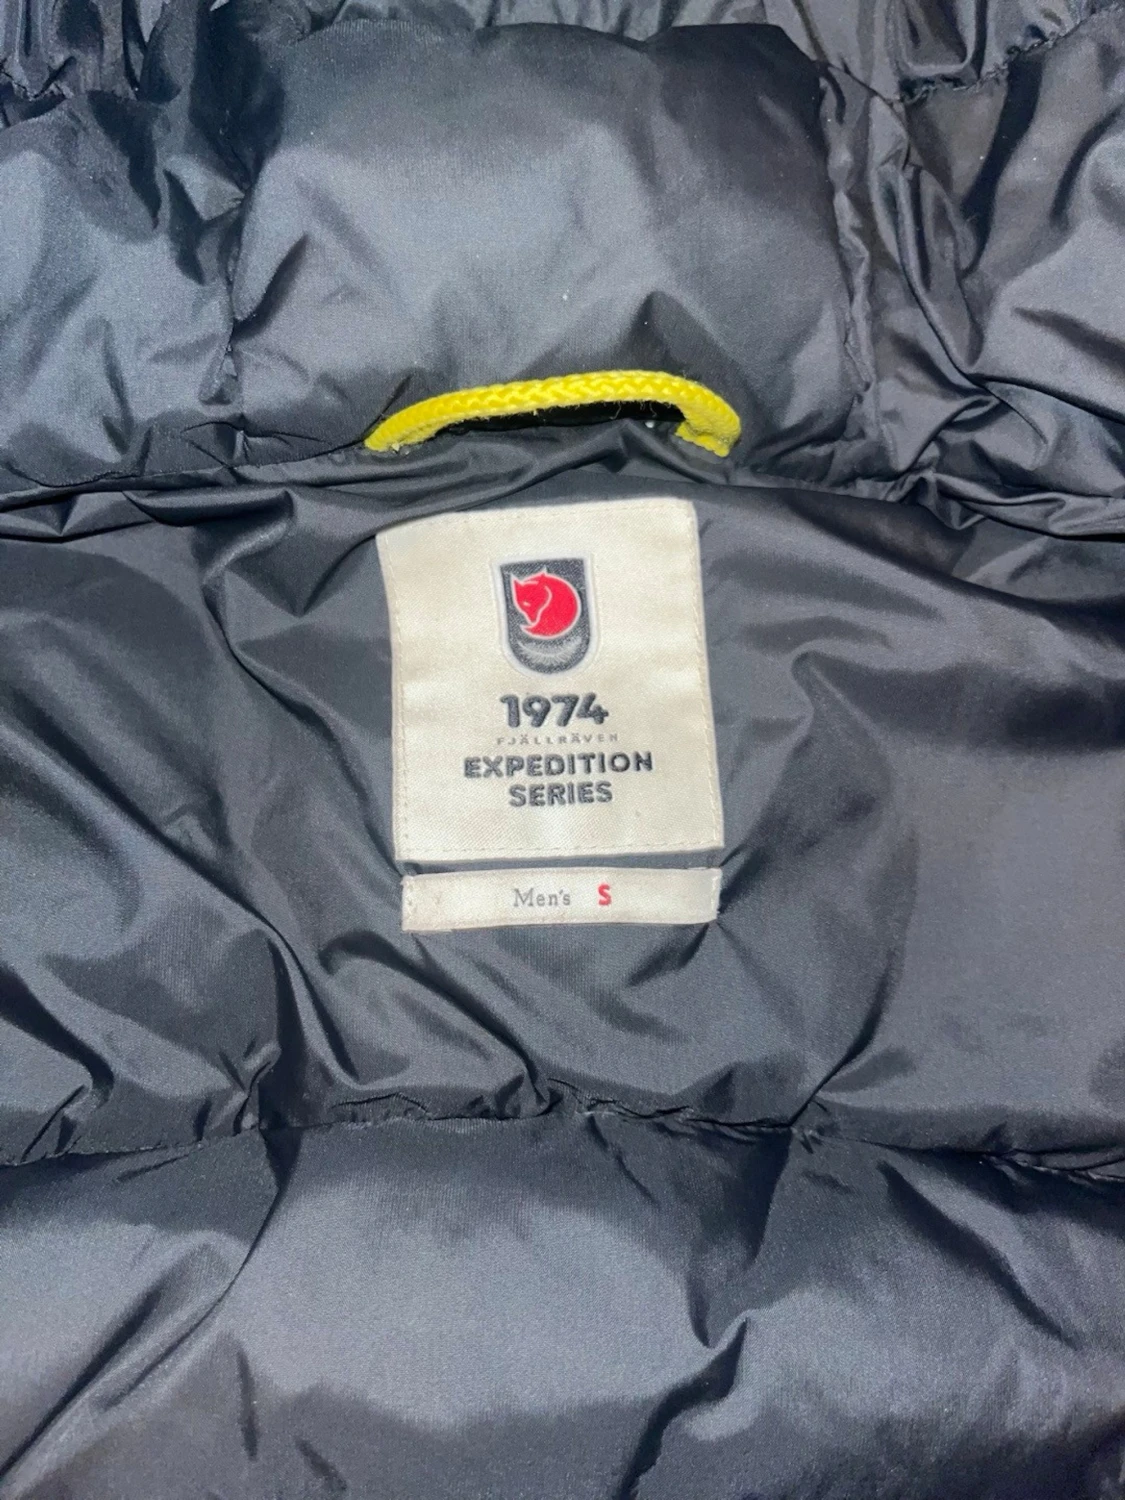 1974
FJÄLLRÄVEN
EXPEDITION
SERIES
Men's S